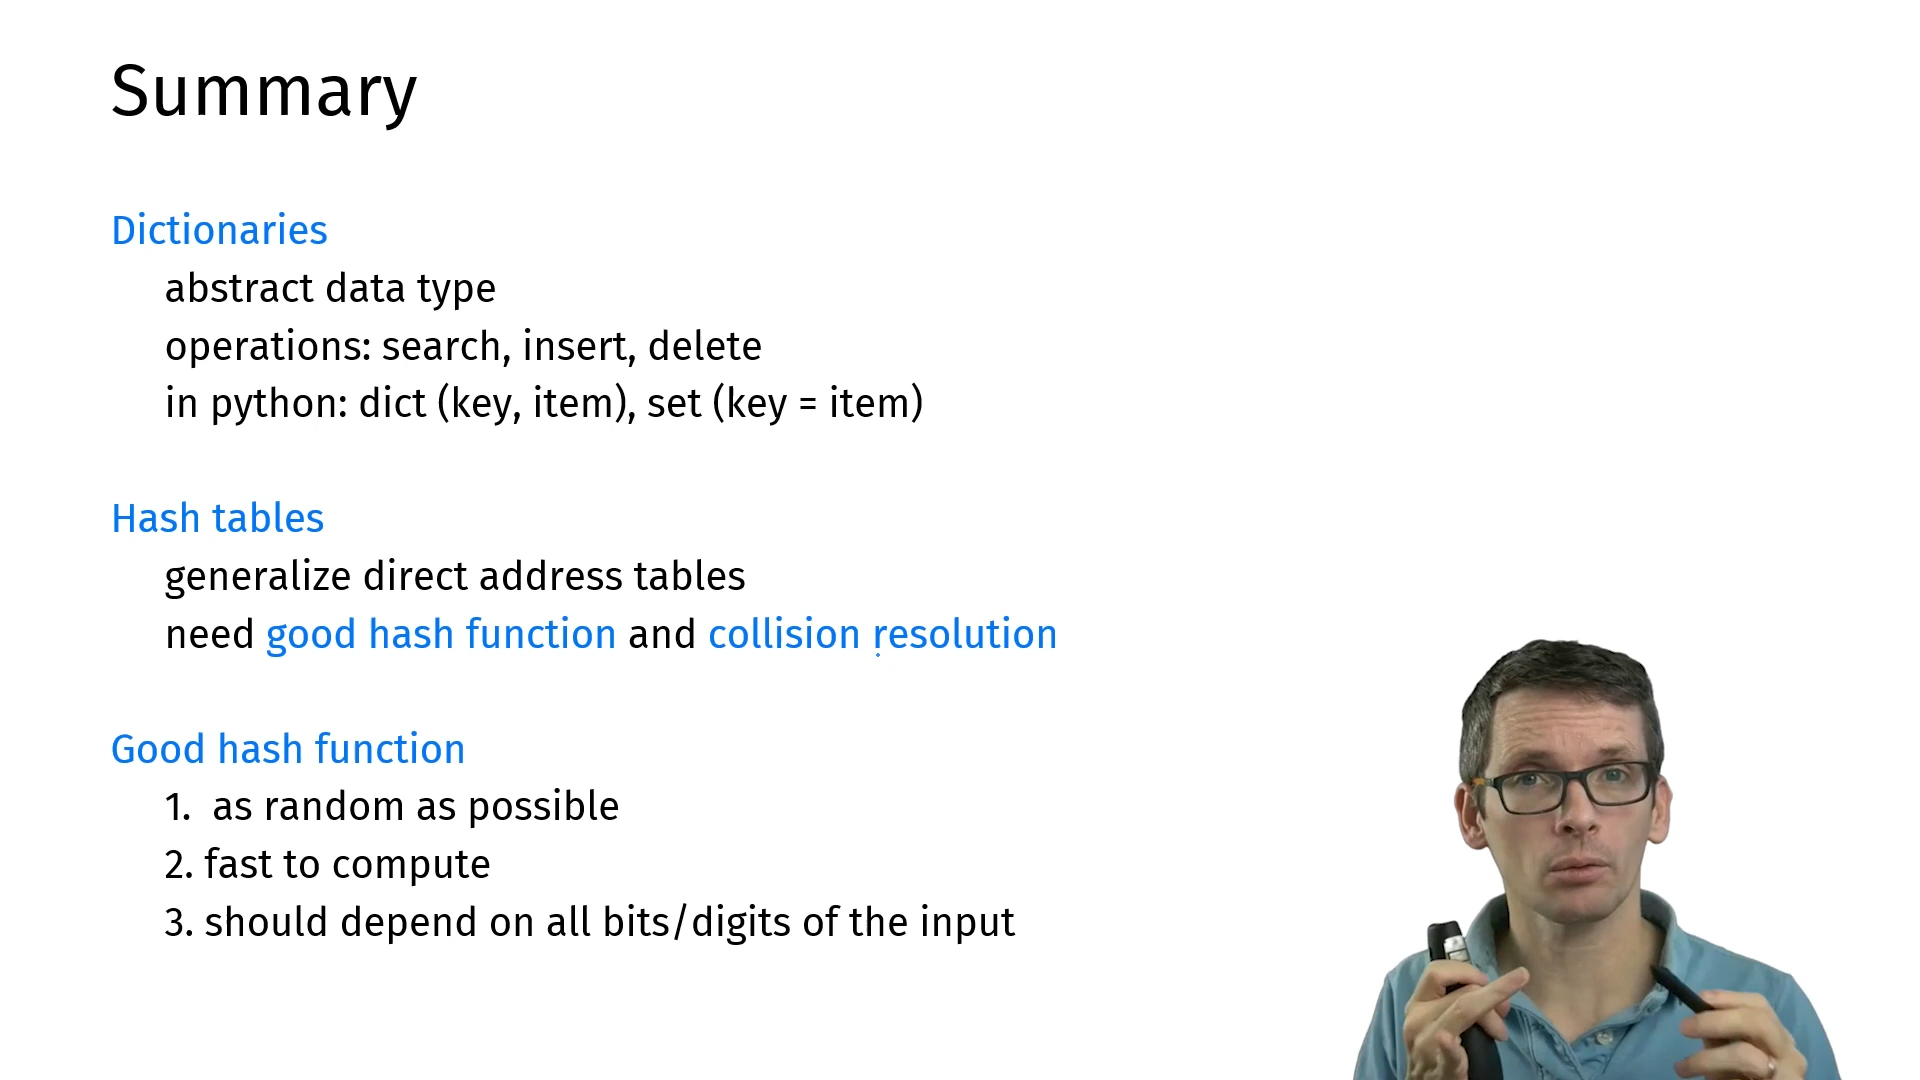 Summary
Dictionaries
abstract data type
operations: search, insert, delete
in python: dict (key, item), set (key = item)
Hash tables
generalize direct address tables
need good hash function and collision resolution
Good hash function
1. as random as possible
2. fast to compute
3. should depend on all bits/digits of the input